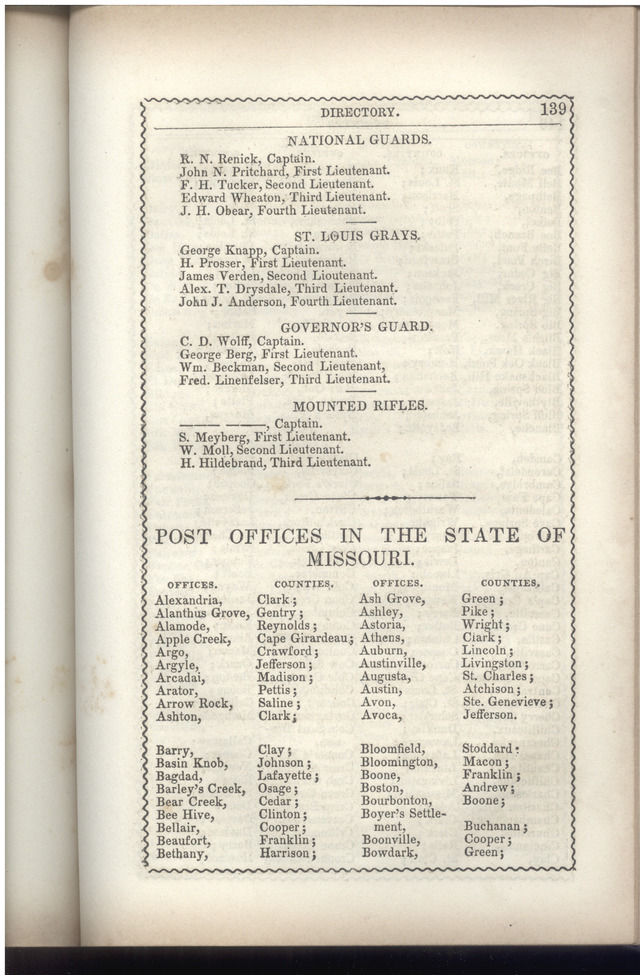 DIRECTORY. 139
NATIONAL GUARDS.
R. N. Renick, Captain.
John N. Pritchard, First Lieutenant.
F. H. Tucker, Second Lieutenant.
Edward Wheaton, Third Lieutenant.
J. H. Obear, Fourth Lieutenant.
ST. LOUIS GRAYS.
George Knapp, Captain.
H. Prosser, First Lieutenant.
James Verden, Second Lioutenant.
Alex. T. Drysdale, Third Lieutenant.
John J. Anderson, Fourth Lieutenant.
GOVERNOR'S GUARD.
C. D. Wolff, Captain.
George Berg, First Lieutenant.
Wm. Beckman, Second Lieutenant,
Fred. Linenfelser, Third Lieutenant.
MOUNTED RIFLES.
——— ———, Captain.
S. Meyberg, First Lieutenant.
W. Moll, Second Lieutenant.
H. Hildebrand, Third Lieutenant.
POST OFFICES IN THE STATE OF
MISSOURI.
OFFICES. COUNTIES. OFFICES. COUNTIES.
Alexandria, Clark; Ash Grove, Green;
Alanthus Grove, Gentry; Ashley, Pike;
Alamode, Reynolds; Astoria, Wright;
Apple Creek, Cape Girardeau; Athens, Clark;
Argo, Crawford; Auburn, Lincoln;
Argyle, Jefferson; Austinville, Livingston;
Arcadai, Madison; Augusta, St. Charles;
Arator, Pettis; Austin, Atchison;
Arrow Rock, Saline; Avon, Ste. Genevieve;
Ashton, Clark; Avoca, Jefferson.
Barry, Clay; Bloomfield, Stoddard;
Basin Knob, Johnson; Bloomington, Macon;
Bagdad, Lafayette; Boone, Franklin;
Barley's Creek, Osage; Boston, Andrew;
Bear Creek, Cedar; Bourbonton, Boone;
Bee Hive, Clinton; Boyer's Settle-
Bellair, Cooper; ment, Buchanan;
Beaufort, Franklin; Boonville, Cooper;
Bethany, Harrison; Bowdark, Green;